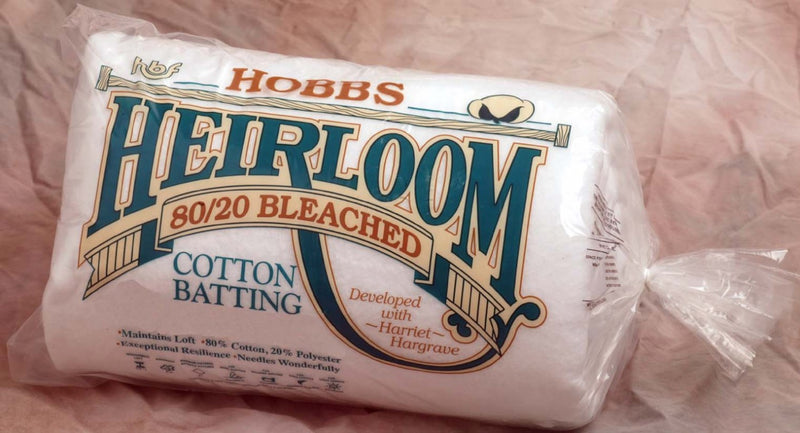 hbf
HOBBS
HEIRLOOM
80/20 BLEACHED
COTTON
BATTING
Developed
with
~Harriet~
Hargrave
•Maintains Loft •80% Cotton, 20% Polyester
•Exceptional Resilience •Needles Wonderfully